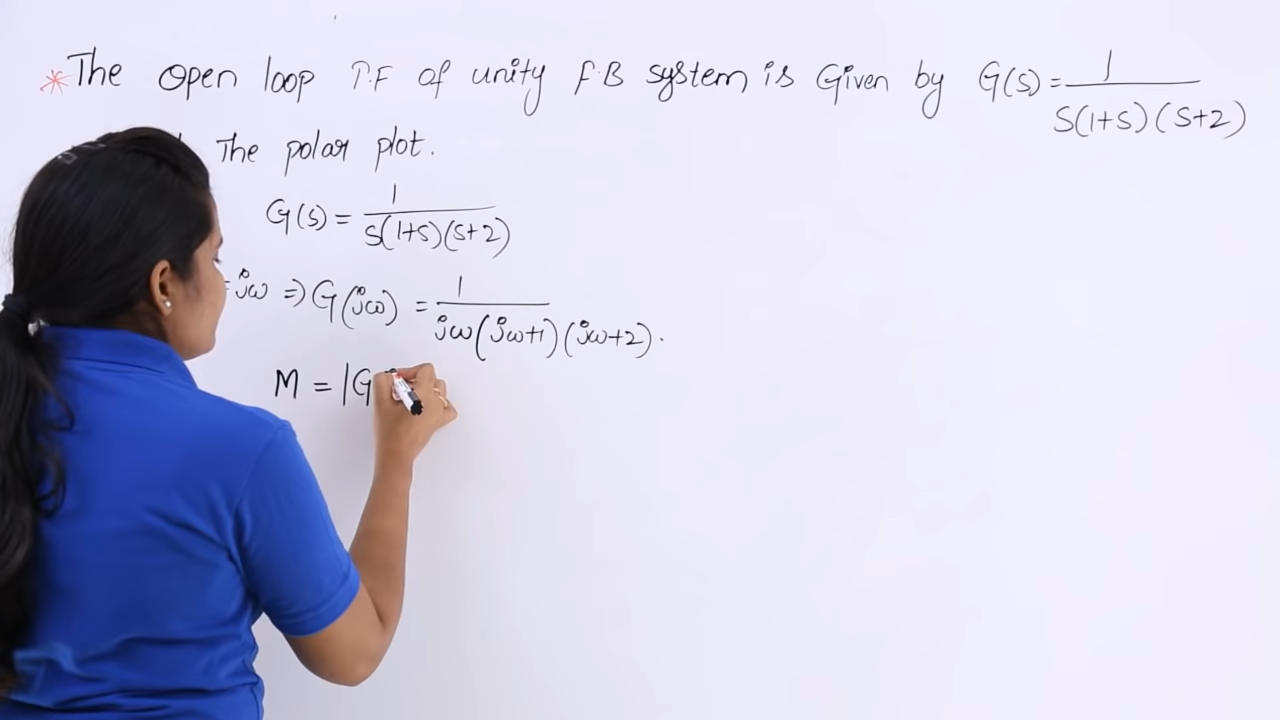 * The open loop T.F of unity F.B system is Given by G(s) = 1 / S(1+S)(S+2)
The polar plot.
G(s) = 1 / S(1+S)(S+2)
= jω ⇒ G(jω) = 1 / jω(jω+1)(jω+2).
M = |G